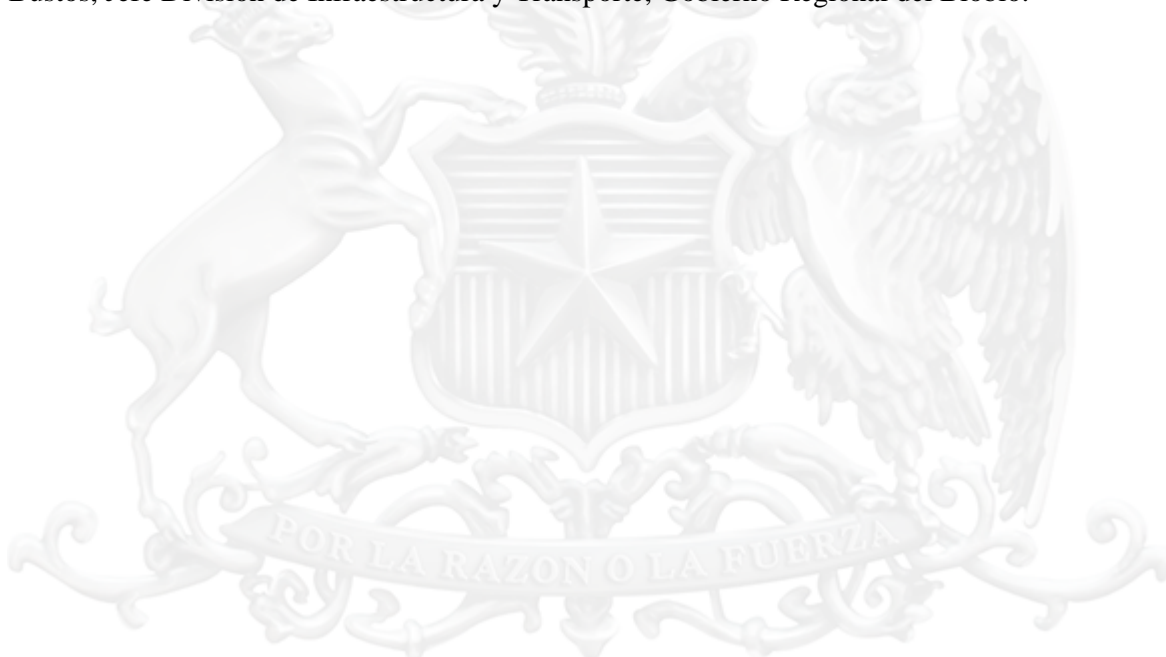 Bustos, Jefe División de Infraestructura y Transporte, Gobierno Regional del Biobío.
POR LA RAZON O LA FUERZA